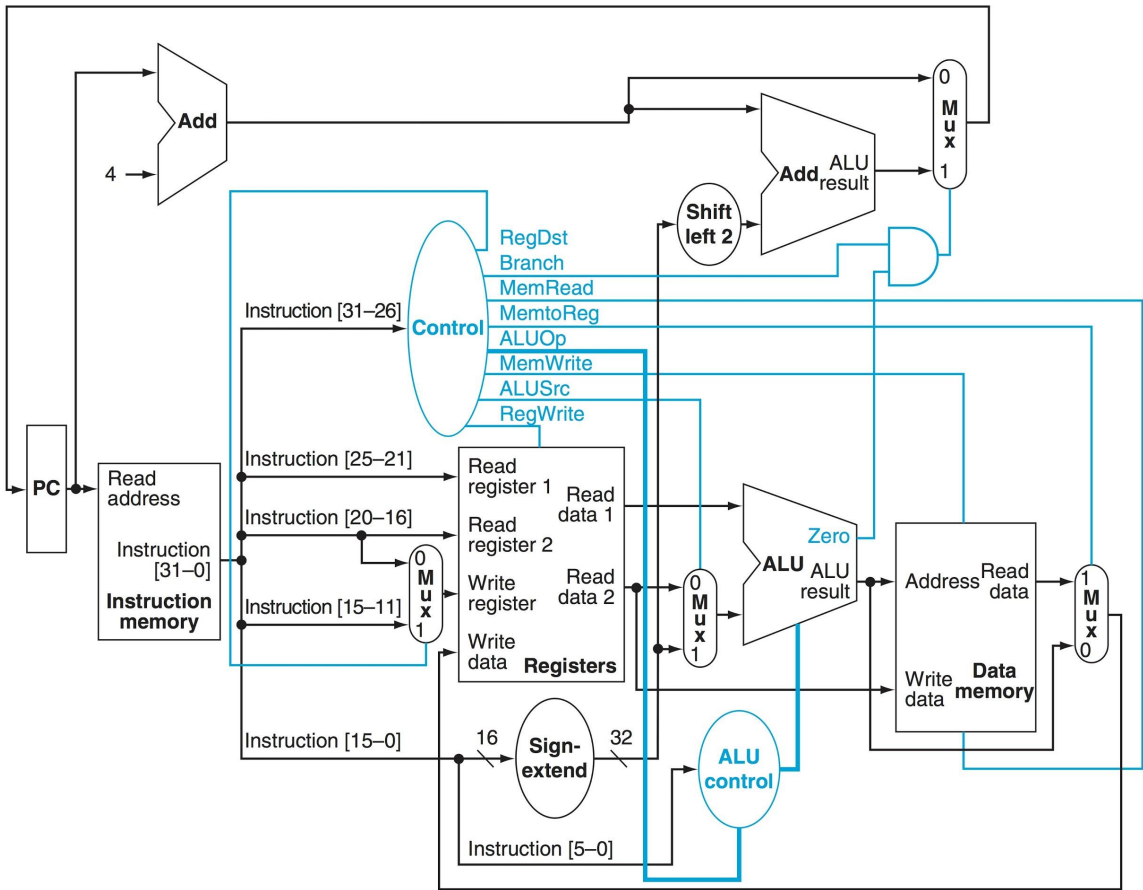 0
M
u
x
1
Add
4
Add ALU
result
Shift
left 2
RegDst
Branch
MemRead
MemtoReg
ALUOp
MemWrite
ALUSrc
RegWrite
Instruction [31–26]
Control
PC
Read
address
Instruction
[31–0]
Instruction
memory
Instruction [25–21]
Instruction [20–16]
Instruction [15–11]
0
M
u
x
1
Read
register 1
Read
register 2
Write
register
Write
data
Read
data 1
Read
data 2
Registers
0
M
u
x
1
Zero
ALU
ALU
result
Address
Read
data
Write
data
Data
memory
1
M
u
x
0
Instruction [15–0]
16
Sign-
extend
32
ALU
control
Instruction [5–0]